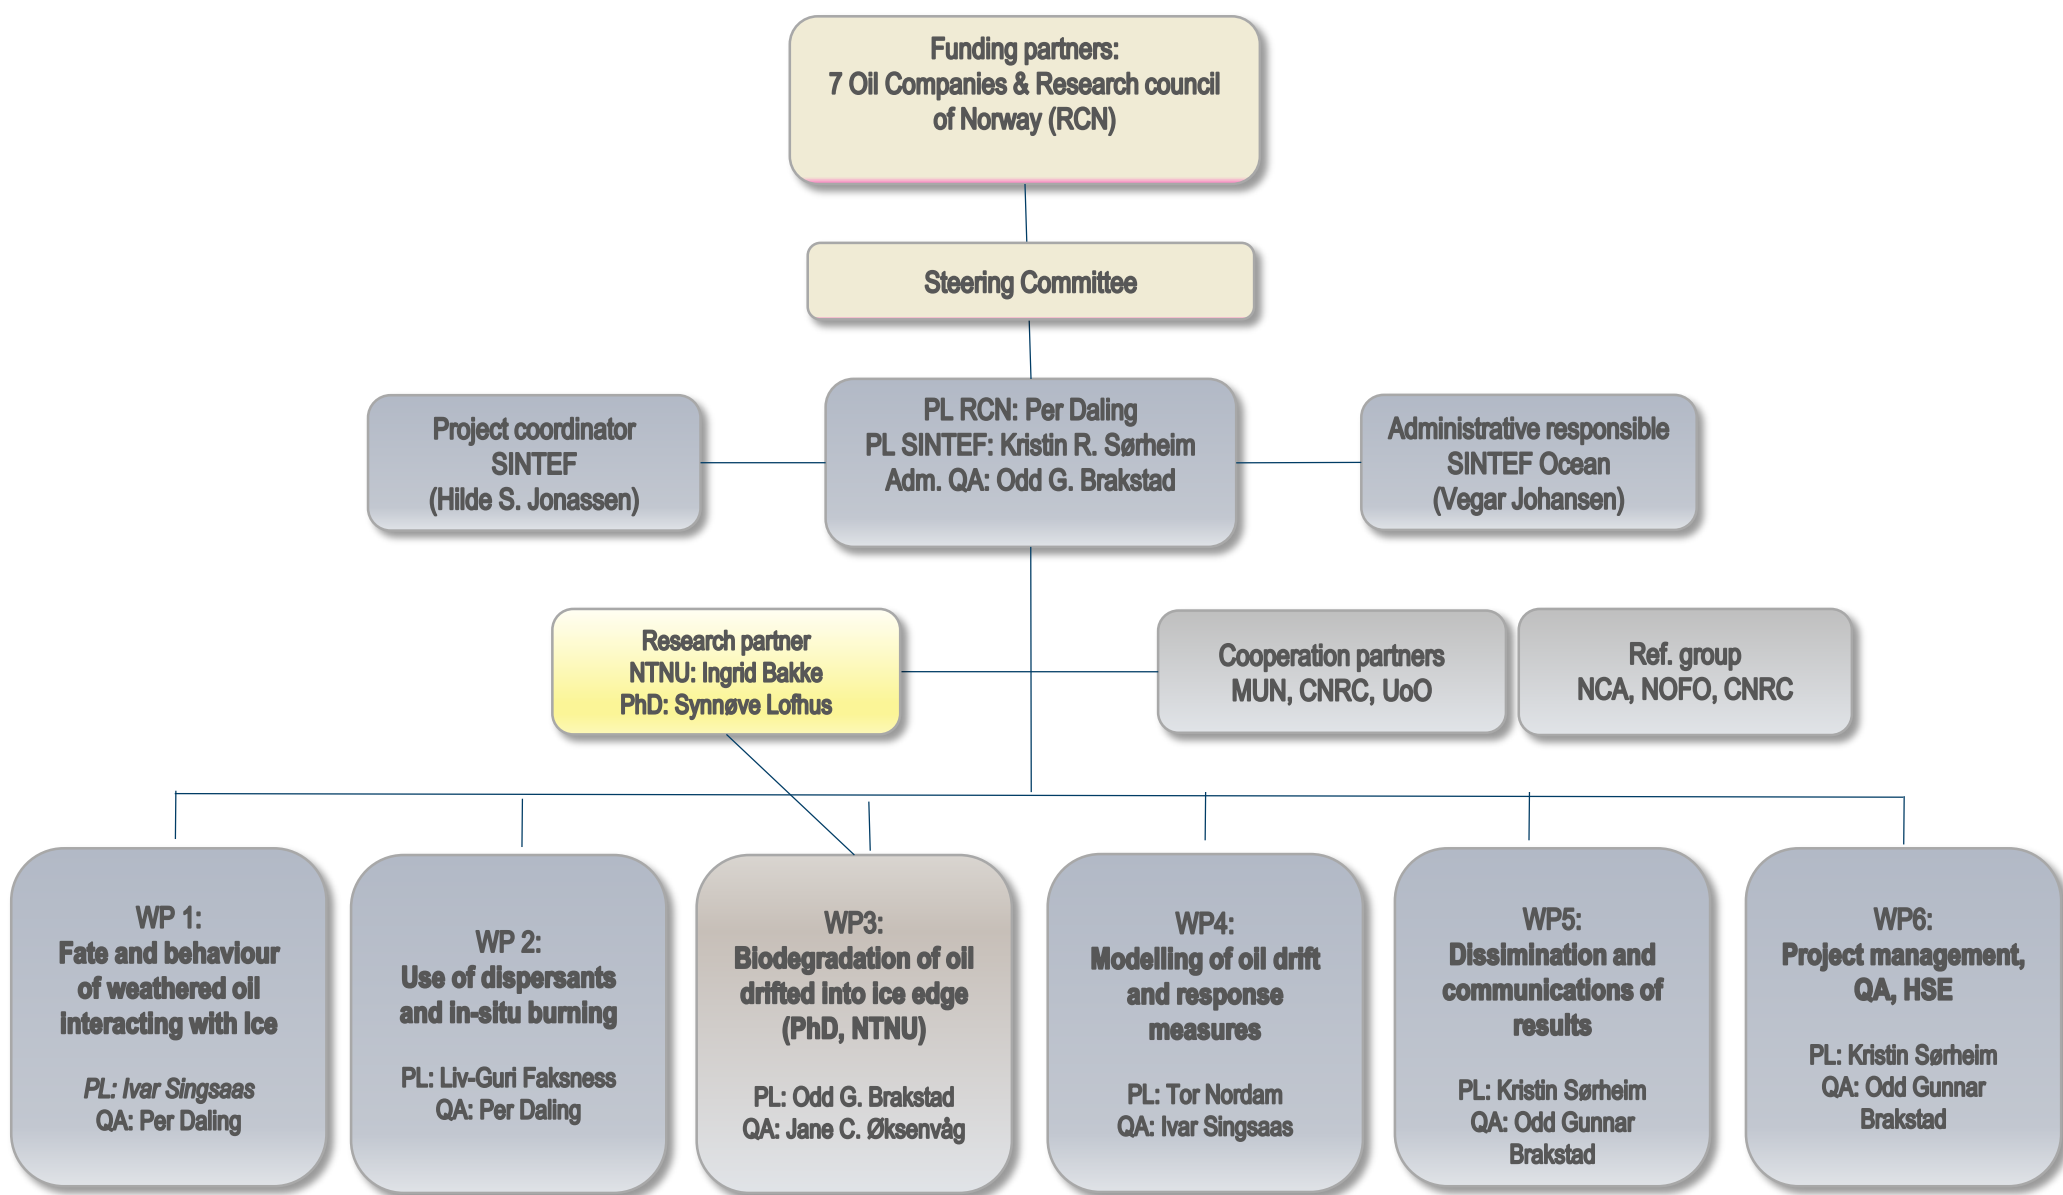 Funding partners:
7 Oil Companies & Research council
of Norway (RCN)
Steering Committee
Project coordinator
SINTEF
(Hilde S. Jonassen)
PL RCN: Per Daling
PL SINTEF: Kristin R. Sørheim
Adm. QA: Odd G. Brakstad
Administrative responsible
SINTEF Ocean
(Vegar Johansen)
Research partner
NTNU: Ingrid Bakke
PhD: Synnøve Lofhus
Cooperation partners
MUN, CNRC, UoO
Ref. group
NCA, NOFO, CNRC
WP 1:
Fate and behaviour
of weathered oil
interacting with Ice
PL: Ivar Singsaas
QA: Per Daling
WP 2:
Use of dispersants
and in-situ burning
PL: Liv-Guri Faksness
QA: Per Daling
WP3:
Biodegradation of oil
drifted into ice edge
(PhD, NTNU)
PL: Odd G. Brakstad
QA: Jane C. Øksenvåg
WP4:
Modelling of oil drift
and response
measures
PL: Tor Nordam
QA: Ivar Singsaas
WP5:
Dissimination and
communications of
results
PL: Kristin Sørheim
QA: Odd Gunnar
Brakstad
WP6:
Project management,
QA, HSE
PL: Kristin Sørheim
QA: Odd Gunnar
Brakstad